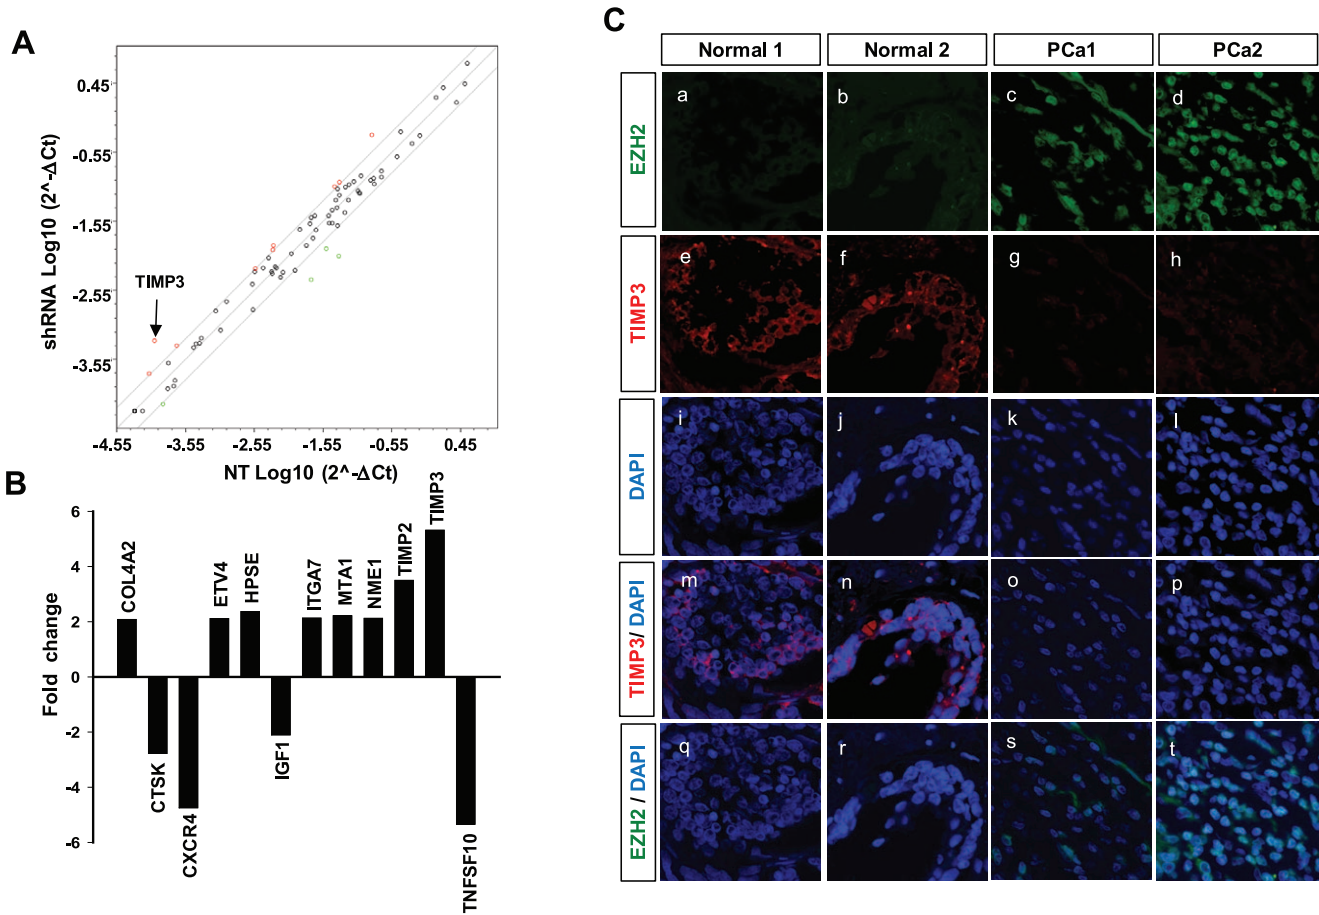 A
shRNA Log10 (2^-ΔCt)
0.45
-0.55
-1.55
-2.55
-3.55
TIMP3
-4.55 -3.55 -2.55 -1.55 -0.55 0.45
NT Log10 (2^-ΔCt)
B
Fold change
6
4
2
0
-2
-4
-6
COL4A2
CTSK
CXCR4
ETV4
HPSE
IGF1
ITGA7
MTA1
NME1
TIMP2
TIMP3
TNFSF10
C
Normal 1 Normal 2 PCa1 PCa2
EZH2
a b c d
TIMP3
e f g h
DAPI
i j k l
TIMP3/ DAPI
m n o p
EZH2 / DAPI
q r s t